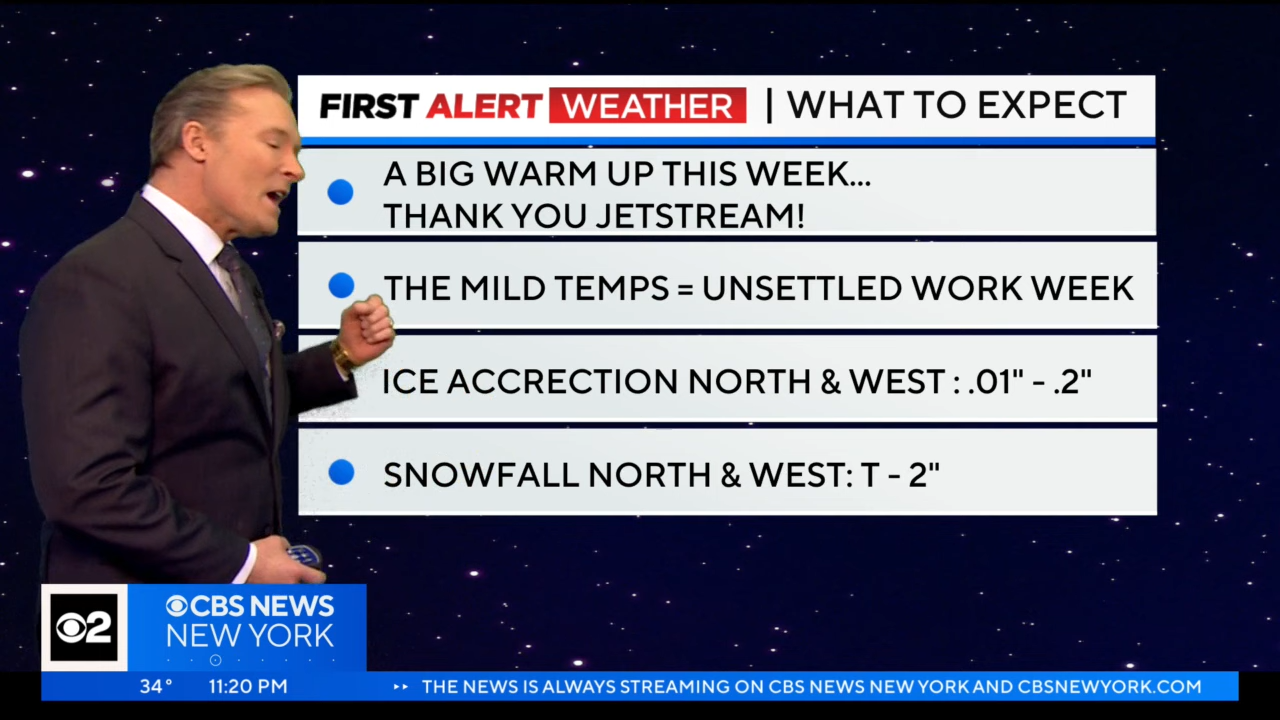 FIRST ALERT WEATHER | WHAT TO EXPECT
A BIG WARM UP THIS WEEK...
THANK YOU JETSTREAM!
THE MILD TEMPS = UNSETTLED WORK WEEK
ICE ACCRECTION NORTH & WEST : .01" - .2"
SNOWFALL NORTH & WEST: T - 2"
2
CBS NEWS
NEW YORK
34° 11:20 PM THE NEWS IS ALWAYS STREAMING ON CBS NEWS NEW YORK AND CBSNEWYORK.COM